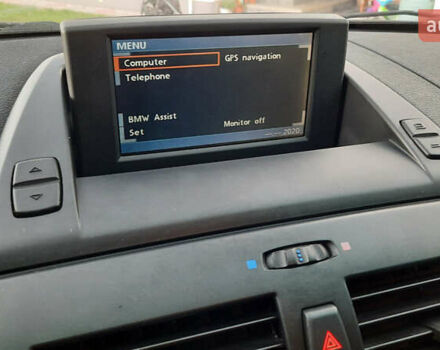 MENU
Computer
GPS navigation
Telephone
BMW Assist
Set
Monitor off
--.--.2020